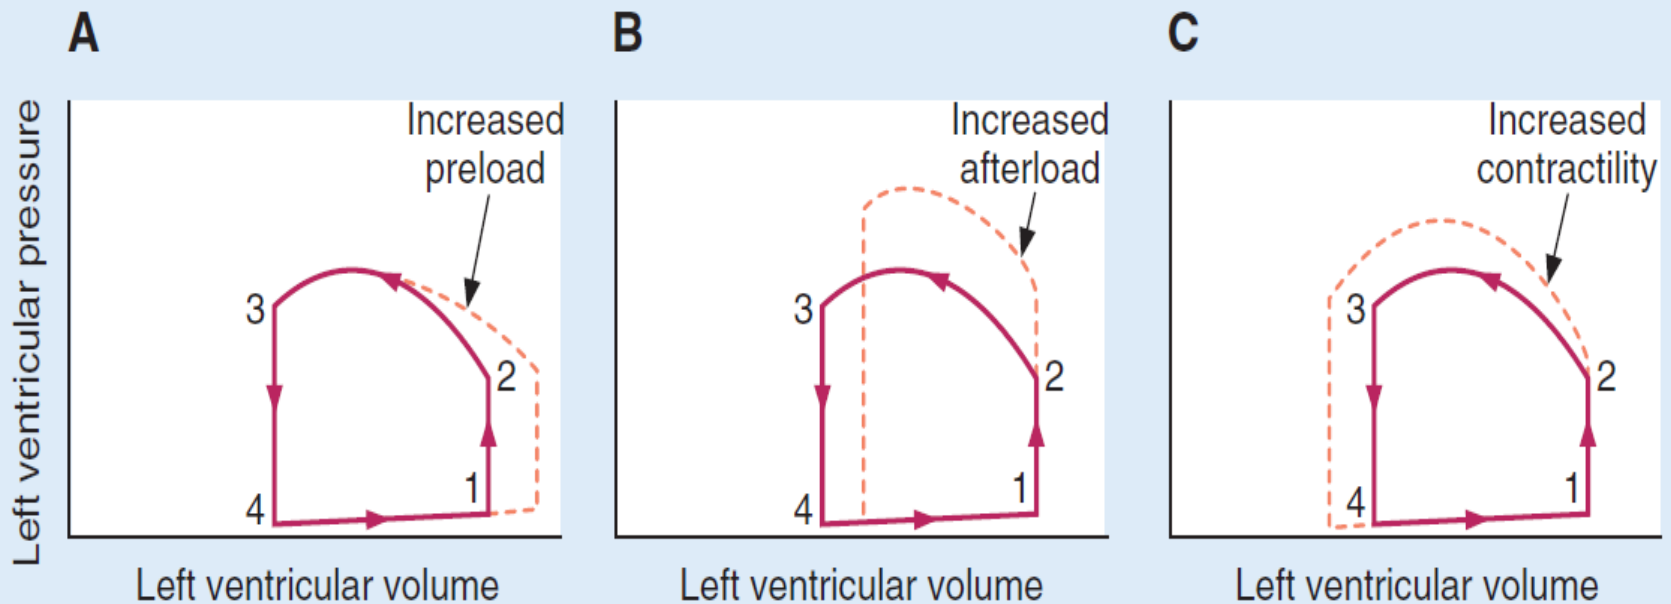 A
B
C
Left ventricular pressure
Increased
preload
3
2
1
4
Left ventricular volume
Increased
afterload
3
2
1
4
Left ventricular volume
Increased
contractility
3
2
1
4
Left ventricular volume